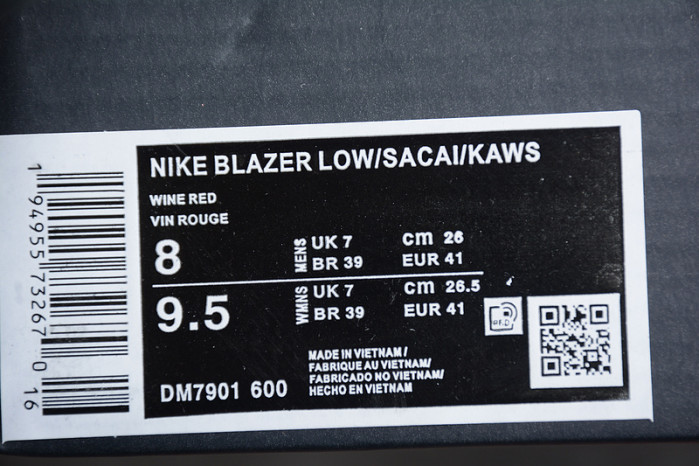 NIKE BLAZER LOW/SACAI/KAWS
WINE RED
VIN ROUGE
8 MENS UK 7 cm 26
BR 39 EUR 41
9.5 WMNS UK 7 cm 26.5
BR 39 EUR 41
MADE IN VIETNAM /
FABRIQUE AU VIETNAM/
FABRICADO NO VIETNAM/
HECHO EN VIETNAM
DM7901 600
1 94955 73267 0 16